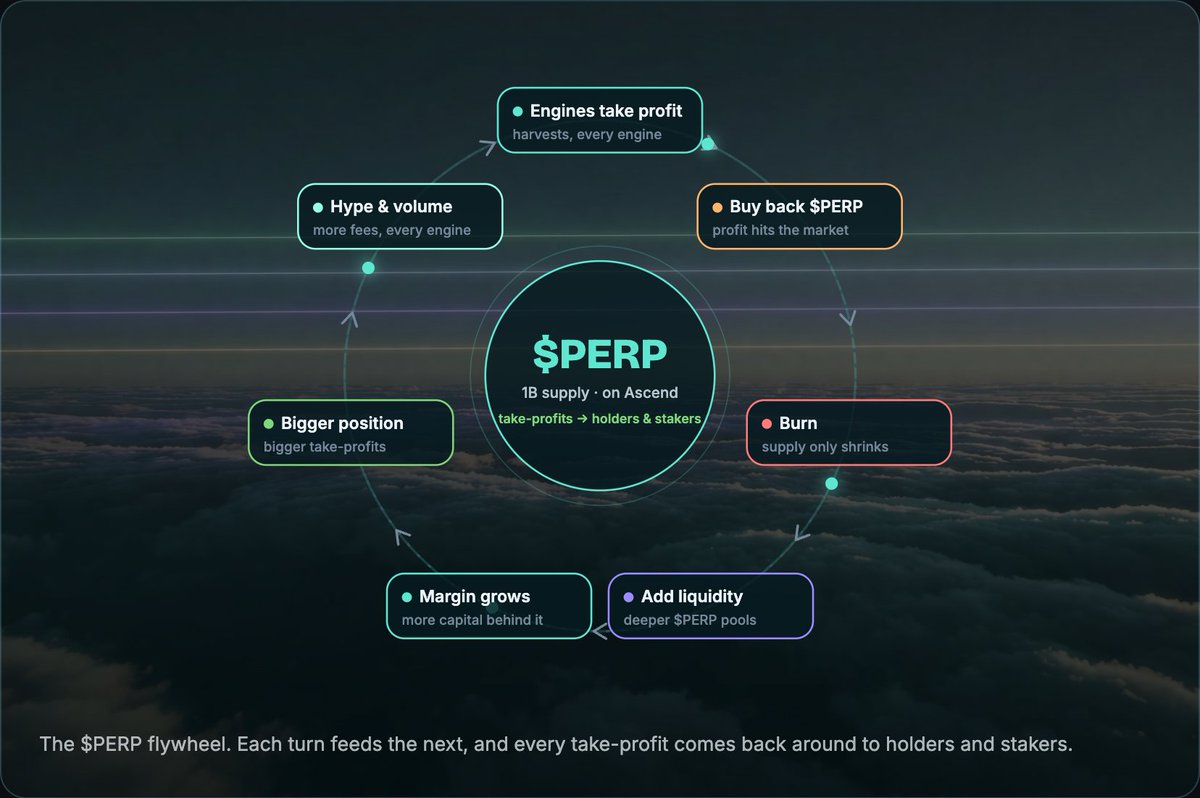 Engines take profit
harvests, every engine
Hype & volume
more fees, every engine
Buy back $PERP
profit hits the market
$PERP
1B supply · on Ascend
take-profits → holders & stakers
Bigger position
bigger take-profits
Burn
supply only shrinks
Margin grows
more capital behind it
Add liquidity
deeper $PERP pools
The $PERP flywheel. Each turn feeds the next, and every take-profit comes back around to holders and stakers.